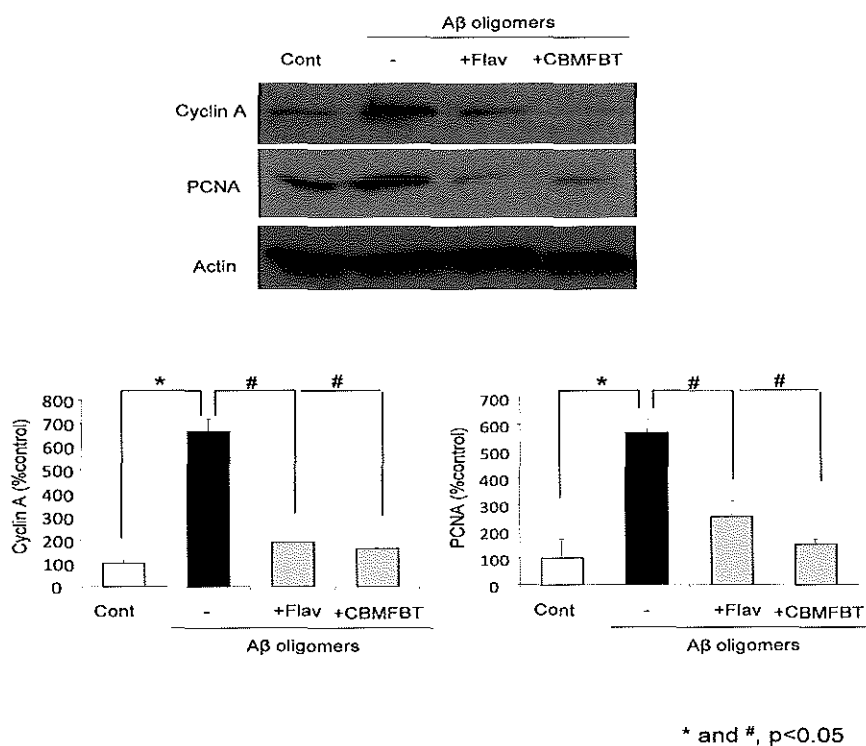 Aβ oligomers
Cont - +Flav +CBMFBT
Cyclin A
PCNA
Actin
* # #
800
700
600
500
400
300
200
100
0
Cyclin A (%control)
Cont - +Flav +CBMFBT
Aβ oligomers
* # #
700
600
500
400
300
200
100
0
PCNA (%control)
Cont - +Flav +CBMFBT
Aβ oligomers
* and #, p<0.05